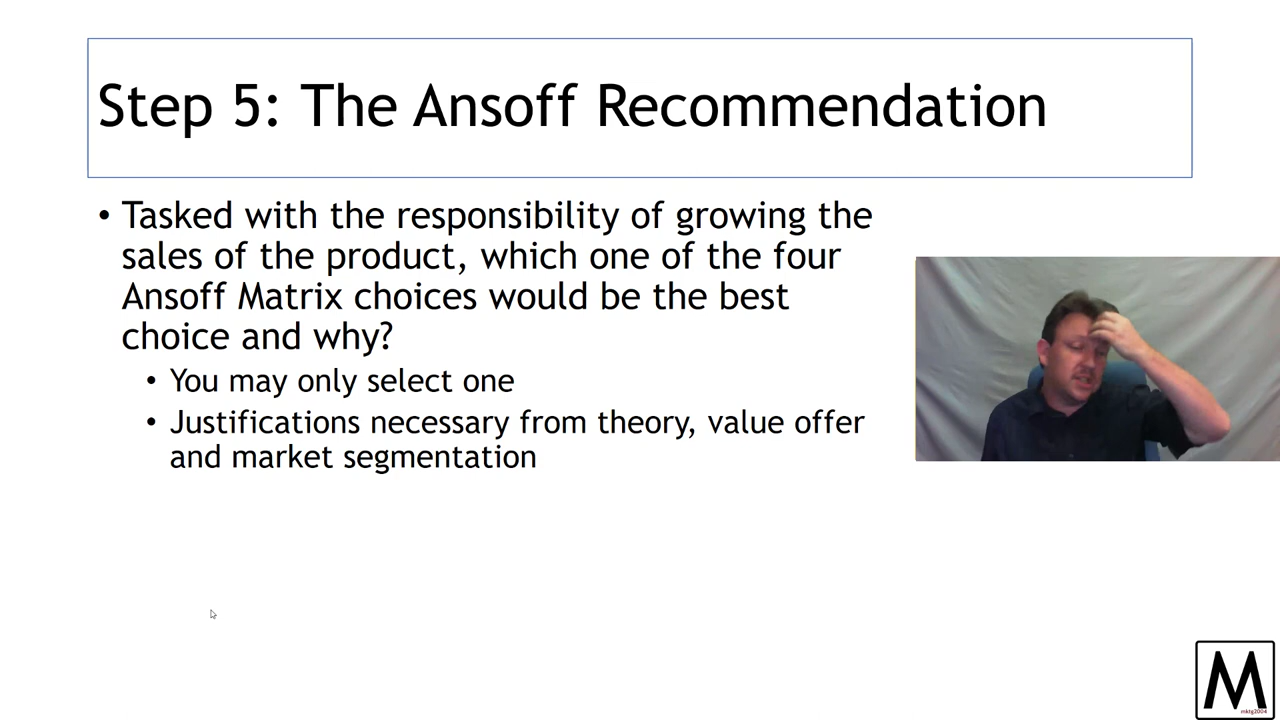 Step 5: The Ansoff Recommendation
• Tasked with the responsibility of growing the
sales of the product, which one of the four
Ansoff Matrix choices would be the best
choice and why?
• You may only select one
• Justifications necessary from theory, value offer
and market segmentation
M
mktg2004